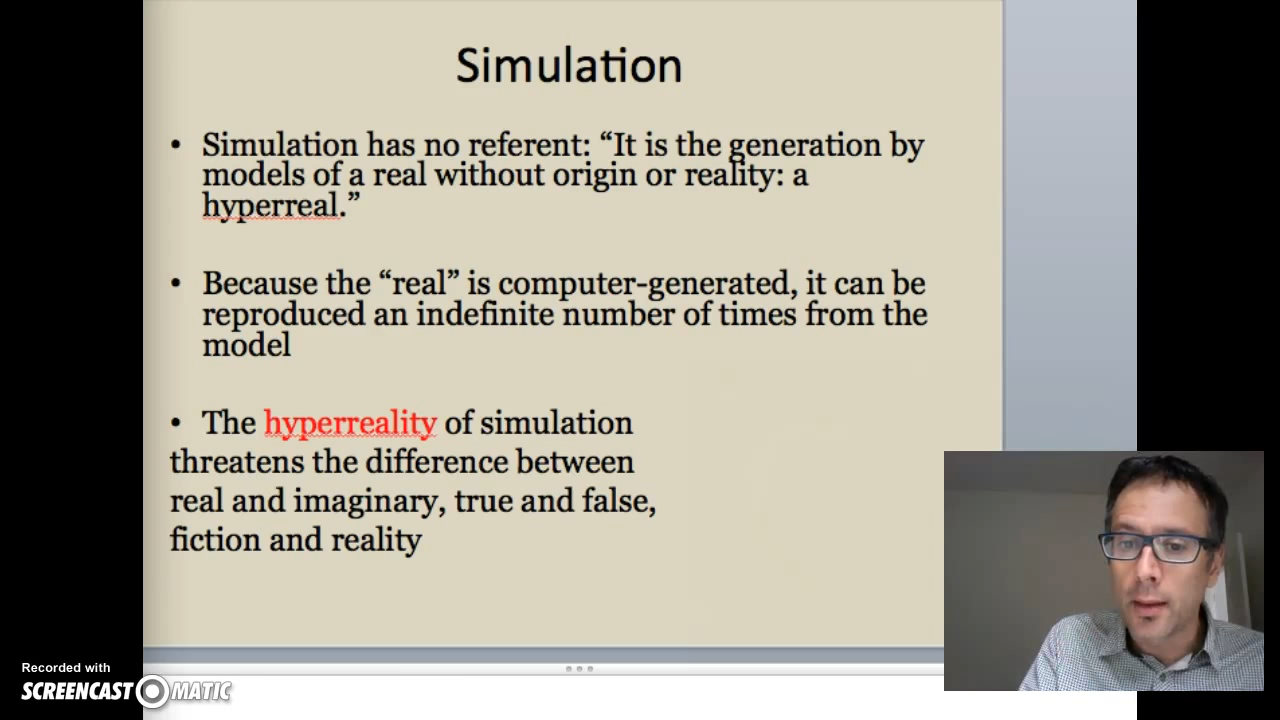 Simulation
• Simulation has no referent: “It is the generation by
models of a real without origin or reality: a
hyperreal.”
• Because the “real” is computer-generated, it can be
reproduced an indefinite number of times from the
model
• The hyperreality of simulation
threatens the difference between
real and imaginary, true and false,
fiction and reality
Recorded with
SCREENCAST MATIC